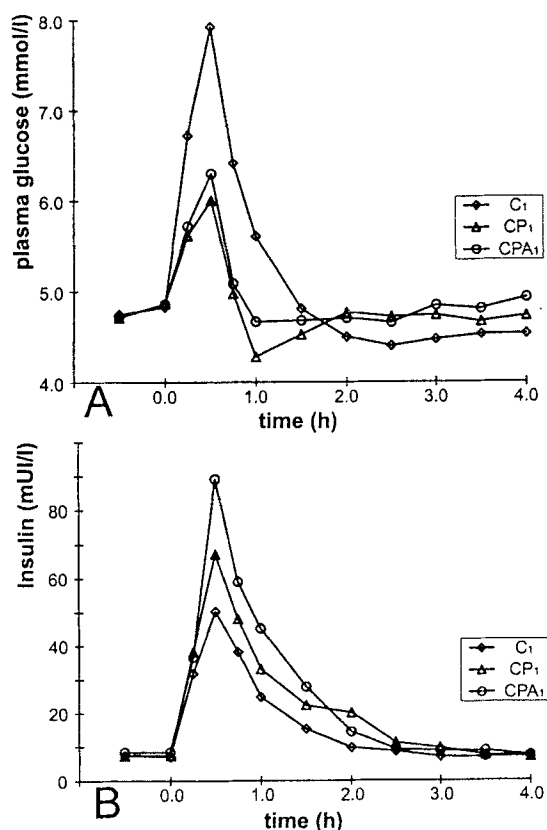 8.0
7.0
6.0
5.0
4.0
plasma glucose (mmol/l)
C1
CP1
CPA1
0.0 1.0 2.0 3.0 4.0
A
time (h)
80
60
40
20
0
Insulin (mUI/l)
C1
CP1
CPA1
0.0 1.0 2.0 3.0 4.0
B
time (h)